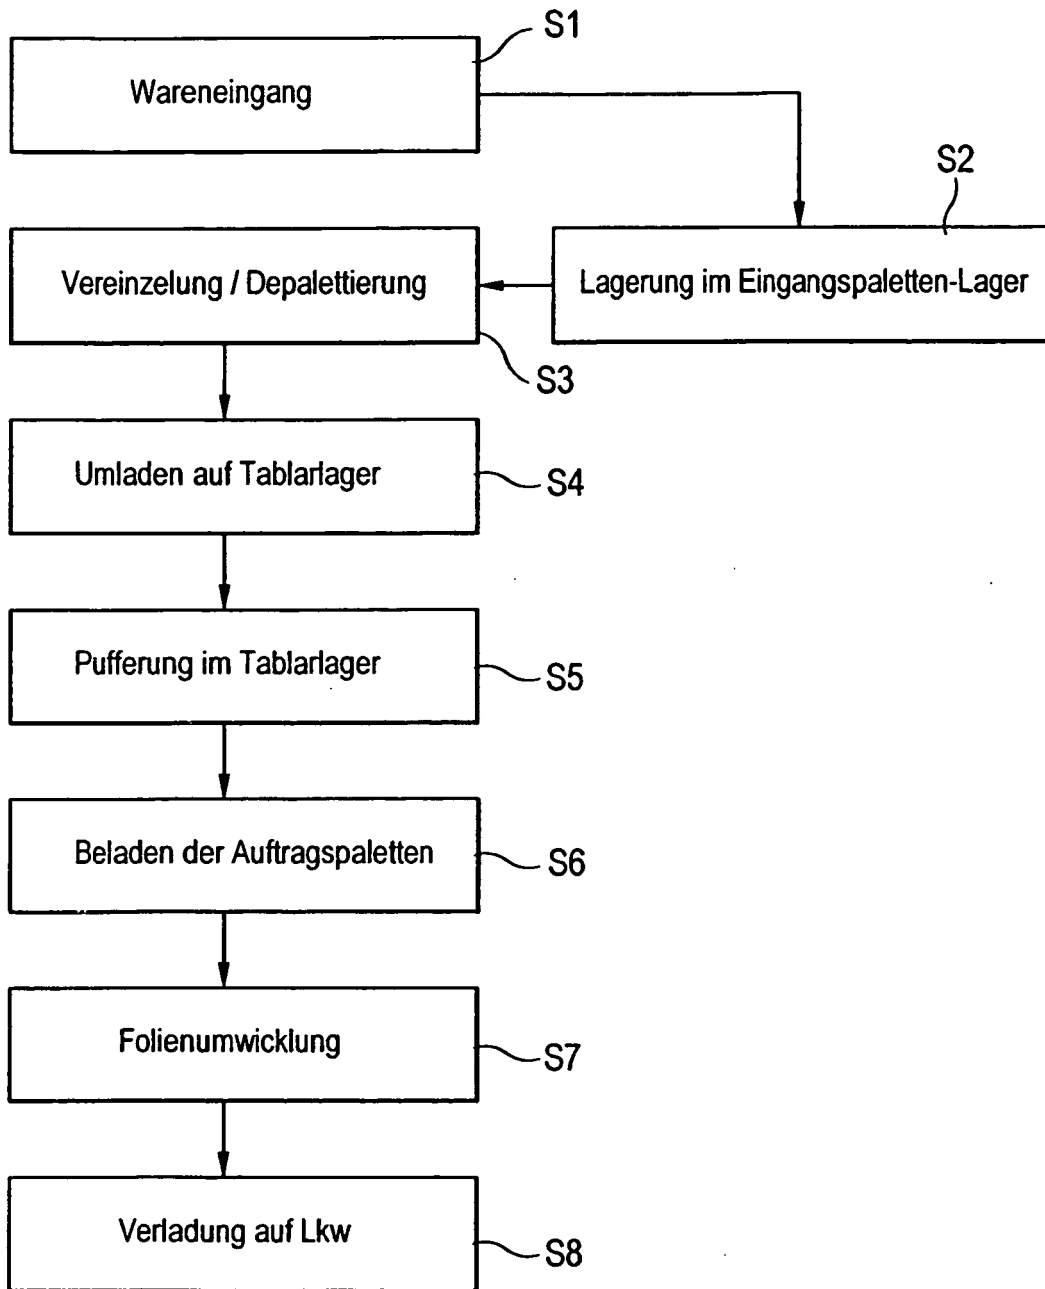 S1
Wareneingang
S2
Lagerung im Eingangspaletten-Lager
Vereinzelung / Depalettierung
S3
Umladen auf Tablarlager
S4
Pufferung im Tablarlager
S5
Beladen der Auftragspaletten
S6
Folienumwicklung
S7
Verladung auf Lkw
S8